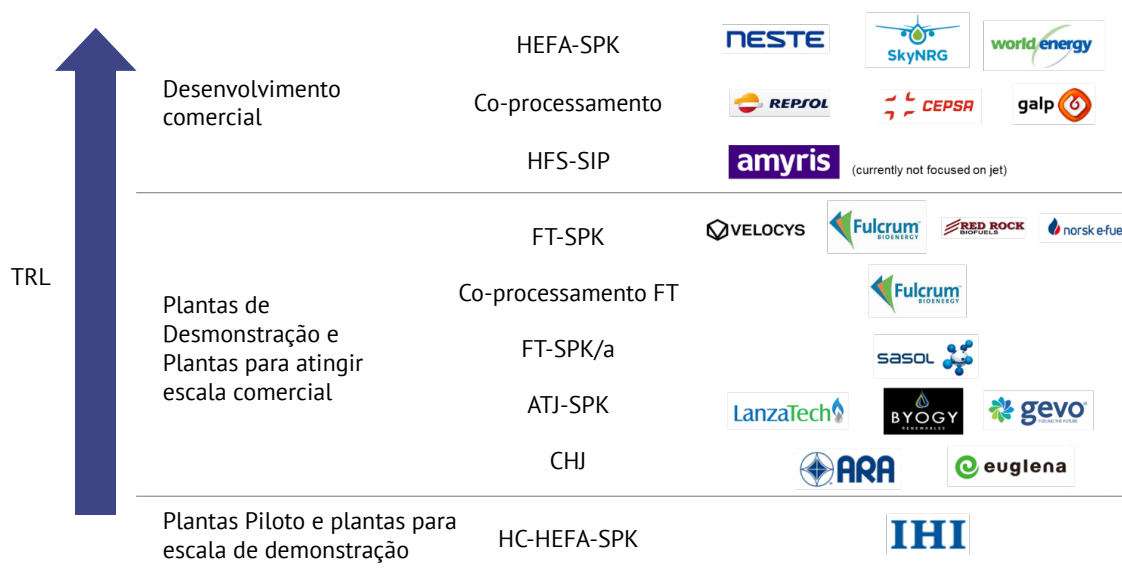 HEFA-SPK
NESTE
SkyNRG
world energy
Desenvolvimento
comercial
Co-processamento
REPSOL
CEPSA
galp
HFS-SIP
amyris
(currently not focused on jet)
FT-SPK
VELOCYS
Fulcrum
BIOENERGY
RED ROCK
BIOFUELS
norsk e-fue
TRL
Plantas de
Desmonstração e
Plantas para atingir
escala comercial
Co-processamento FT
Fulcrum
BIOENERGY
FT-SPK/a
sasol
ATJ-SPK
LanzaTech
BYOGY
RENEWABLES
gevo
FUELING THE FUTURE
CHJ
ARA
euglena
Plantas Piloto e plantas para
escala de demonstração
HC-HEFA-SPK
IHI